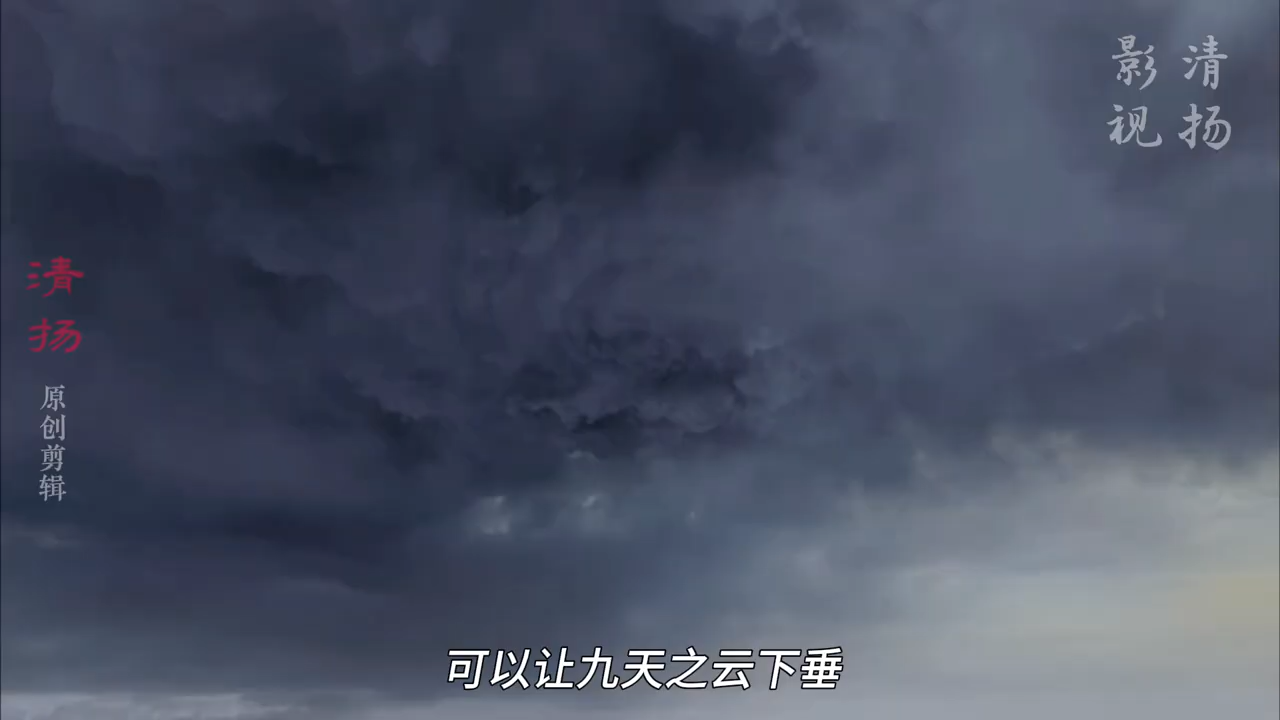 清扬
影视
清扬
原创剪辑
可以让九天之云下垂